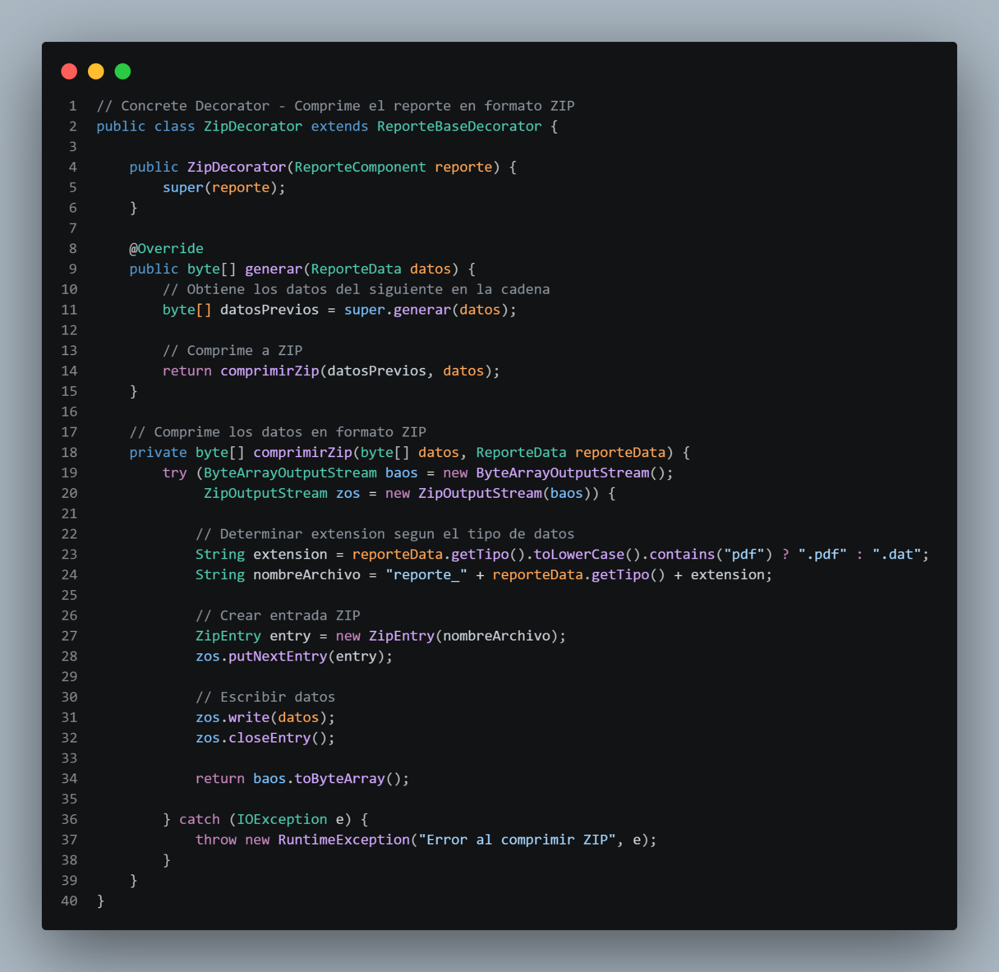 1 // Concrete Decorator - Comprime el reporte en formato ZIP
2 public class ZipDecorator extends ReporteBaseDecorator {
3
4     public ZipDecorator(ReporteComponent reporte) {
5         super(reporte);
6     }
7
8     @Override
9     public byte[] generar(ReporteData datos) {
10         // Obtiene los datos del siguiente en la cadena
11         byte[] datosPrevios = super.generar(datos);
12
13         // Comprime a ZIP
14         return comprimirZip(datosPrevios, datos);
15     }
16
17     // Comprime los datos en formato ZIP
18     private byte[] comprimirZip(byte[] datos, ReporteData reporteData) {
19         try (ByteArrayOutputStream baos = new ByteArrayOutputStream();
20              ZipOutputStream zos = new ZipOutputStream(baos)) {
21
22             // Determinar extension segun el tipo de datos
23             String extension = reporteData.getTipo().toLowerCase().contains("pdf") ? ".pdf" : ".dat";
24             String nombreArchivo = "reporte_" + reporteData.getTipo() + extension;
25
26             // Crear entrada ZIP
27             ZipEntry entry = new ZipEntry(nombreArchivo);
28             zos.putNextEntry(entry);
29
30             // Escribir datos
31             zos.write(datos);
32             zos.closeEntry();
33
34             return baos.toByteArray();
35
36         } catch (IOException e) {
37             throw new RuntimeException("Error al comprimir ZIP", e);
38         }
39     }
40 }